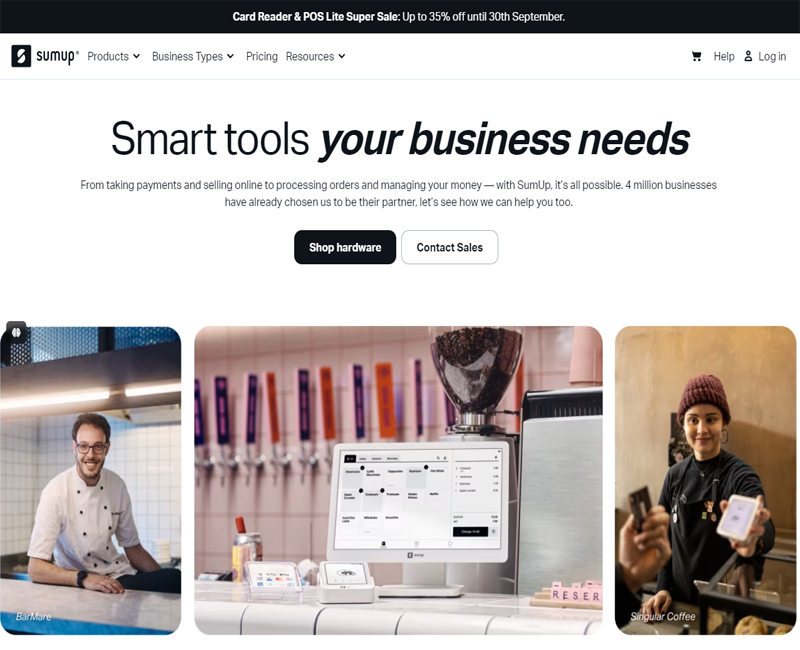 Card Reader & POS Lite Super Sale: Up to 35% off until 30th September.
sumup®
Products
Business Types
Pricing
Resources
Help
Log in
Smart tools your business needs
From taking payments and selling online to processing orders and managing your money — with SumUp, it's all possible. 4 million businesses
have already chosen us to be their partner, let's see how we can help you too.
Shop hardware
Contact Sales
BarMare
sumup
RESER
Singular Coffee